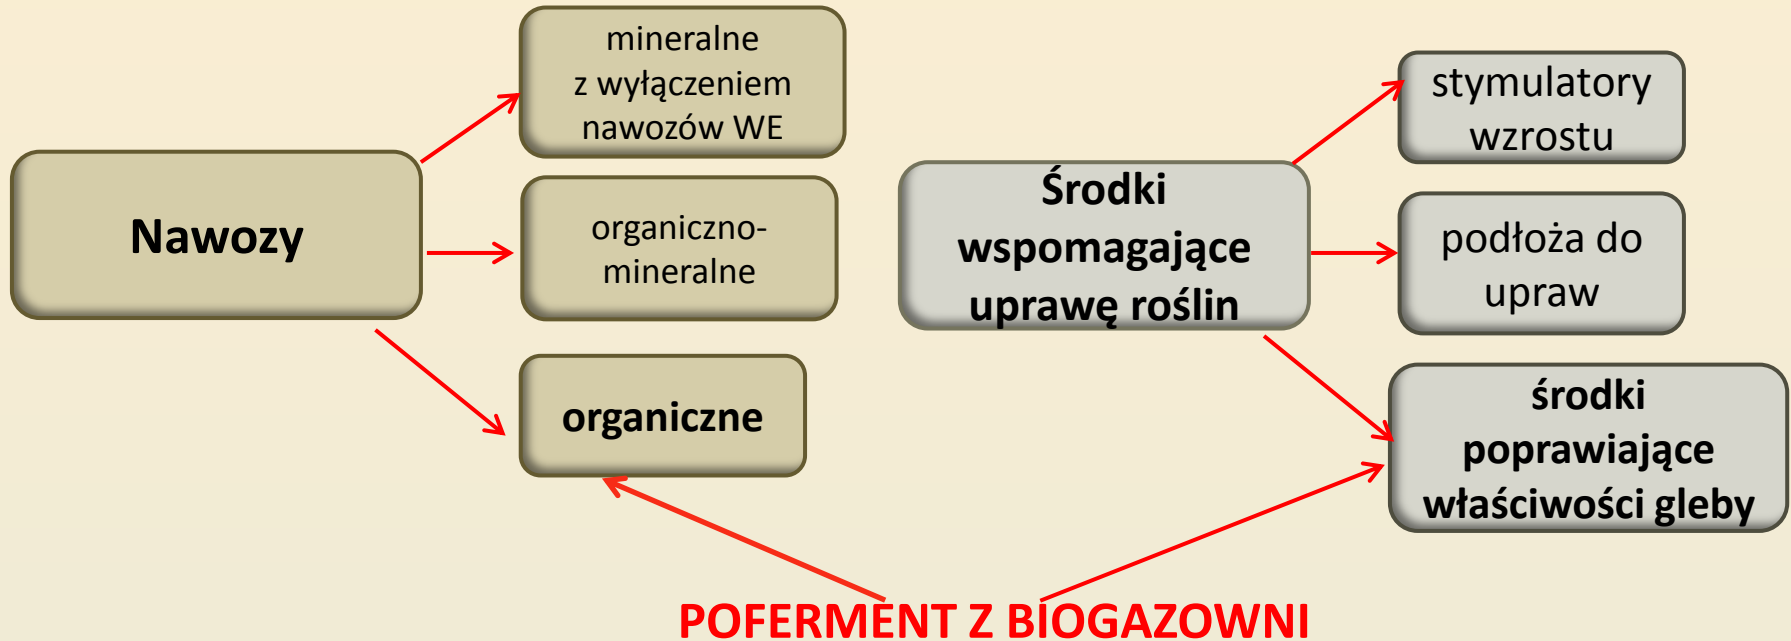 Nawozy
mineralne
z wyłączeniem
nawozów WE
organiczno-
mineralne
organiczne
Środki
wspomagające
uprawę roślin
stymulatory
wzrostu
podłoża do
upraw
środki
poprawiające
właściwości gleby
POFERMENT Z BIOGAZOWNI